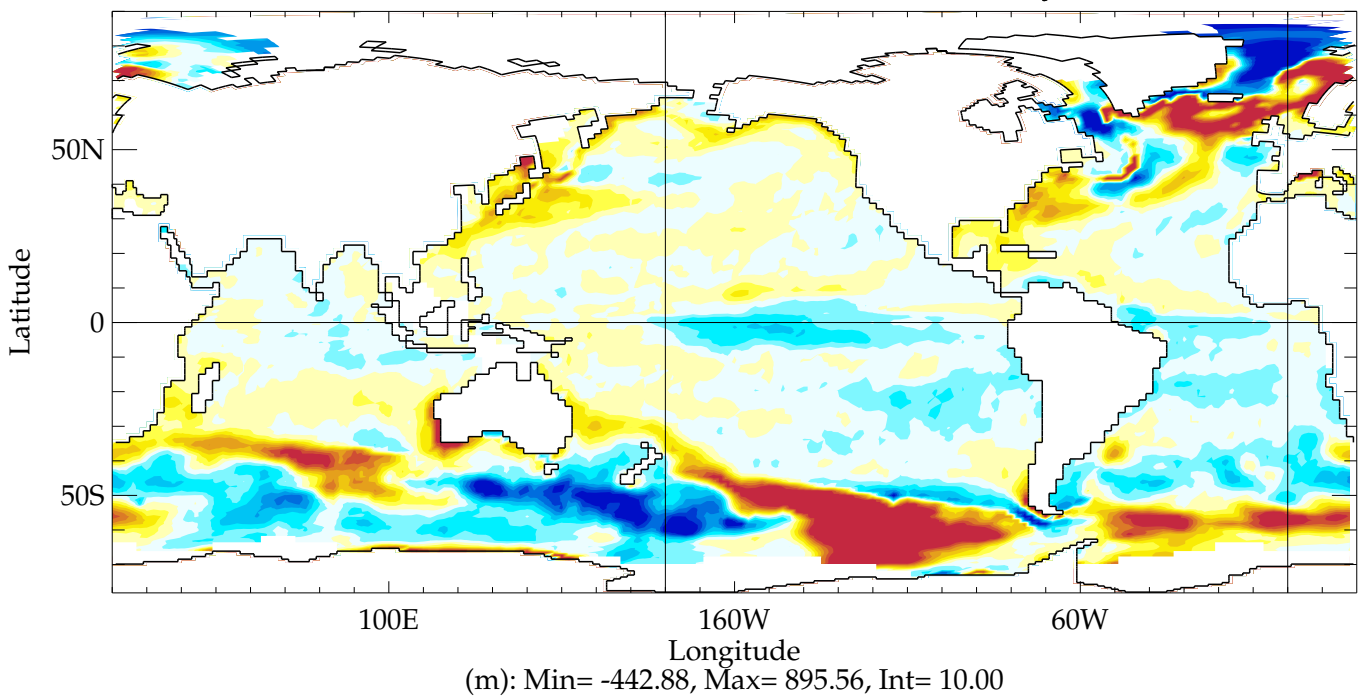 50N
0
50S
Latitude
100E
160W
60W
Longitude
(m): Min= -442.88, Max= 895.56, Int= 10.00